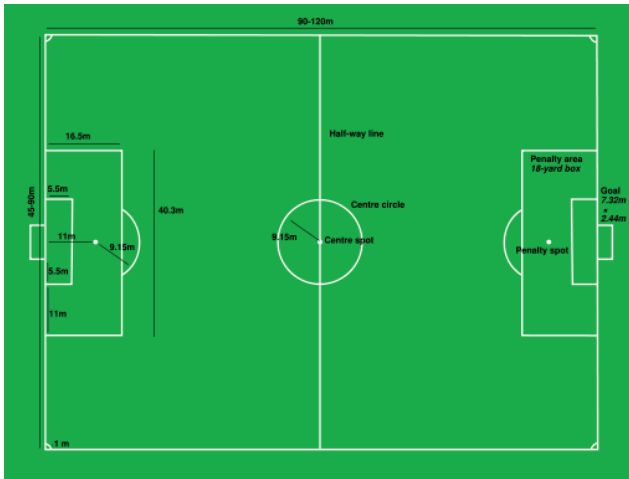 90-120m
Half-way line
16.5m
Penalty area
18-yard box
5.5m
45-90m
40.3m
Centre circle
Goal
7.32m
×
2.44m
11m
9.15m
9.15m
Centre spot
Penalty spot
5.5m
11m
1 m